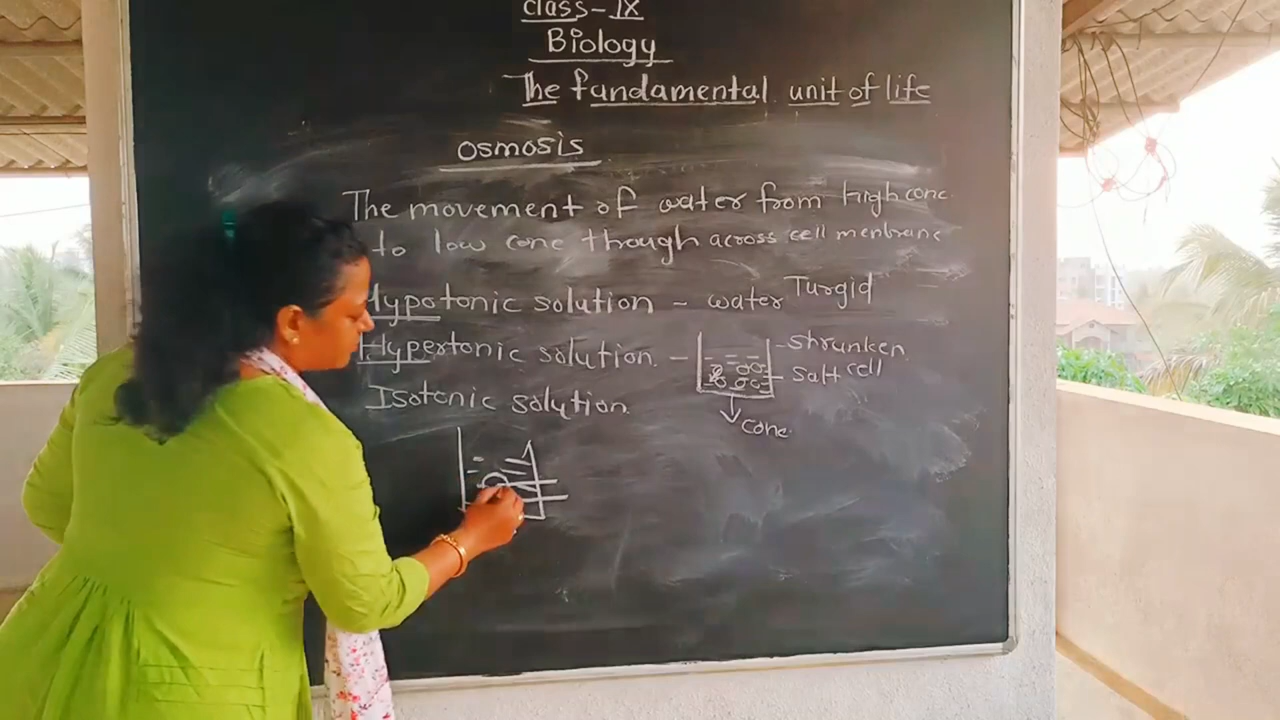 class-IX
Biology
The fundamental unit of life
OSMOSIS
The movement of water from high conc.
to low conc though across cell menbrane
Hypotonic solution - water Turgid
Hypertonic solution. - shrunken
salt cell
Isotonic solution.
conc.